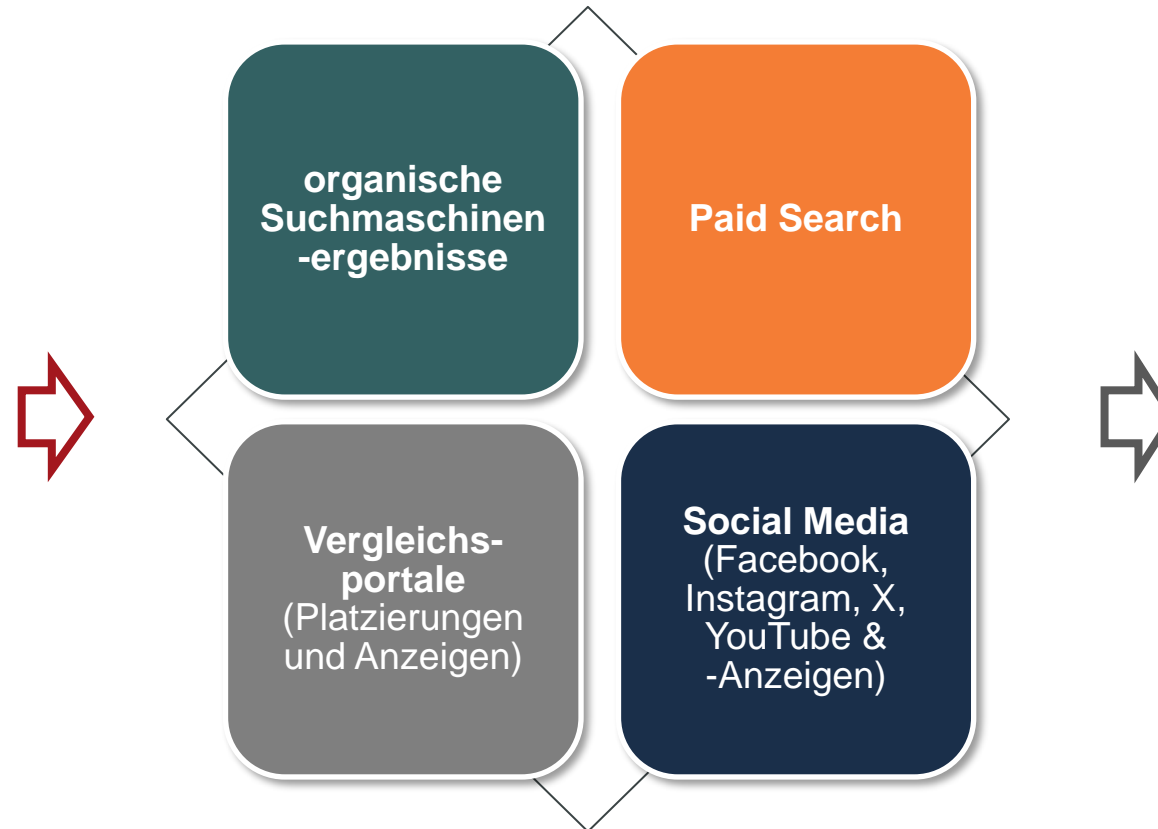 organische
Suchmaschinen
-ergebnisse
Paid Search
Vergleichs-
portale
(Platzierungen
und Anzeigen)
Social Media
(Facebook,
Instagram, X,
YouTube &
-Anzeigen)